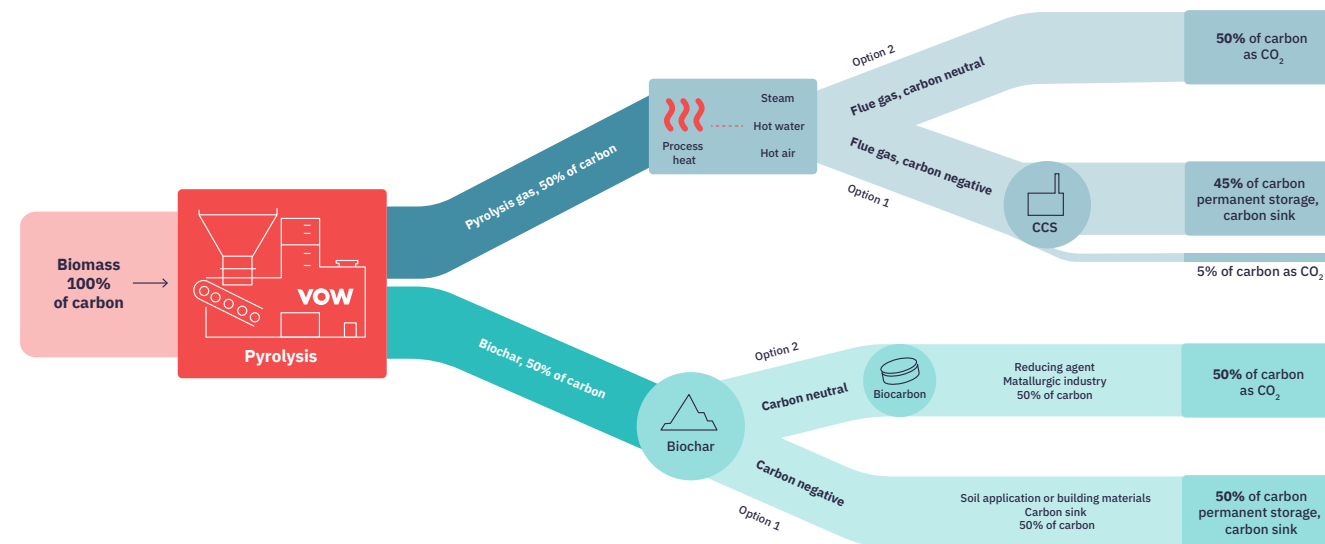 Biomass
100%
of carbon
VOW
Pyrolysis
Pyrolysis gas, 50% of carbon
Biochar, 50% of carbon
Process
heat
Steam
Hot water
Hot air
Option 2
Flue gas, carbon neutral
50% of carbon
as CO2
Flue gas, carbon negative
Option 1
CCS
45% of carbon
permanent storage,
carbon sink
5% of carbon as CO2
Biochar
Option 2
Carbon neutral
Biocarbon
Reducing agent
Matallurgic industry
50% of carbon
50% of carbon
as CO2
Carbon negative
Option 1
Soil application or building materials
Carbon sink
50% of carbon
50% of carbon
permanent storage,
carbon sink